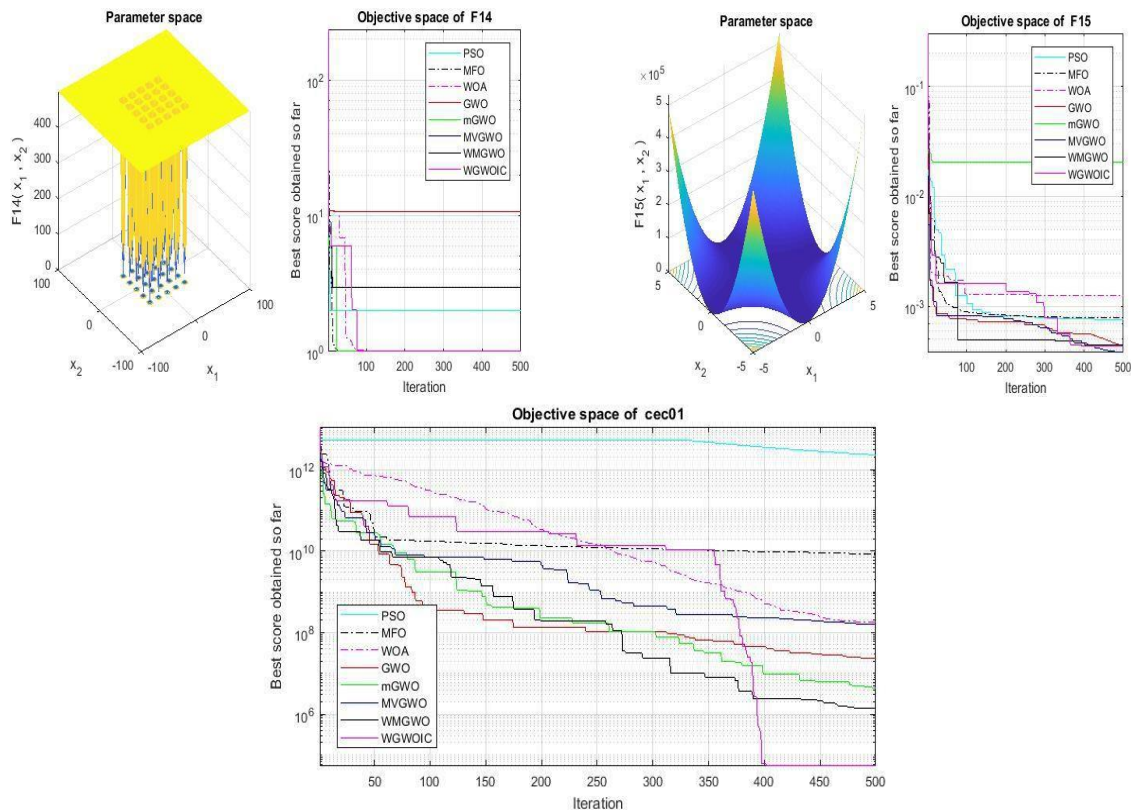 Parameter space
F14( x1 , x2 )
400
300
200
100
0
100
0
-100
-100
0
100
x2
x1
Objective space of F14
Best score obtained so far
10^2
10^1
10^0
100
200
300
400
500
Iteration
PSO
MFO
WOA
GWO
mGWO
MVGWO
WMGWO
WGWOIC
Parameter space
×10^5
F15( x1 , x2 )
5
4
3
2
1
0
5
0
-5
-5
0
5
x2
x1
Objective space of F15
Best score obtained so far
10^-1
10^-2
10^-3
100
200
300
400
500
Iteration
PSO
MFO
WOA
GWO
mGWO
MVGWO
WMGWO
WGWOIC
Objective space of cec01
Best score obtained so far
10^12
10^10
10^8
10^6
50
100
150
200
250
300
350
400
450
500
Iteration
PSO
MFO
WOA
GWO
mGWO
MVGWO
WMGWO
WGWOIC